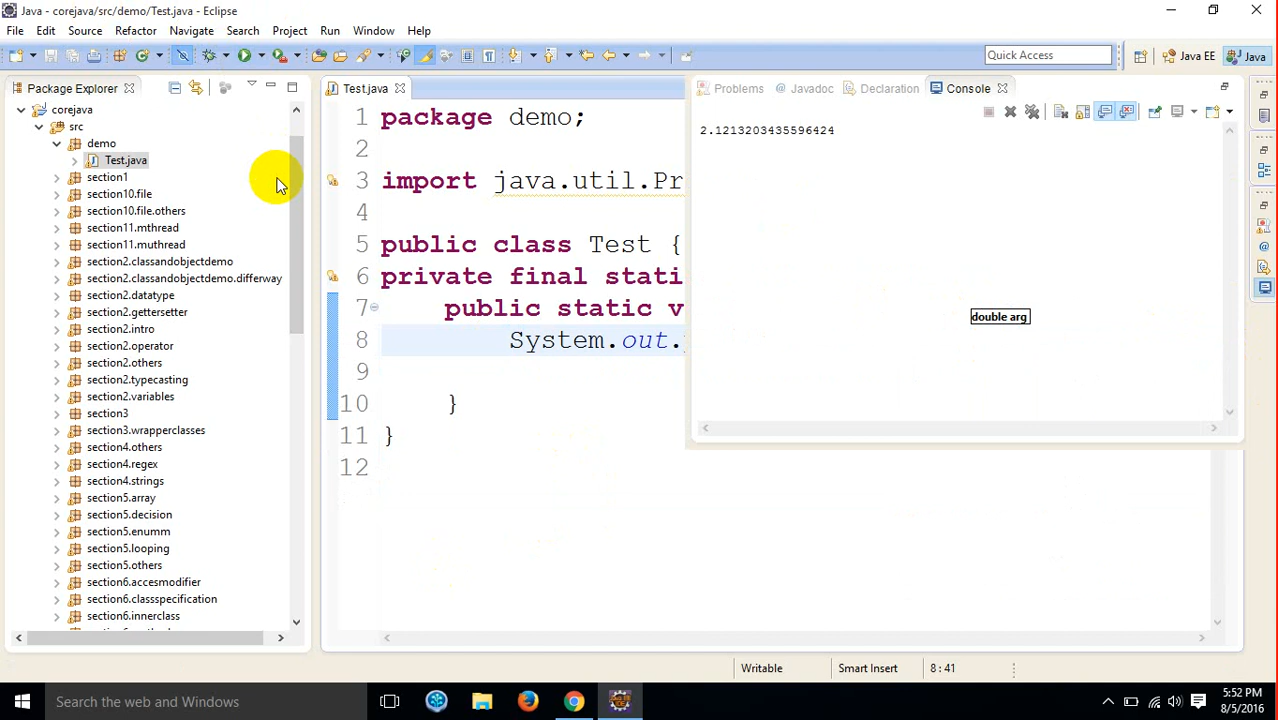 Java - corejava/src/demo/Test.java - Eclipse
File Edit Source Refactor Navigate Search Project Run Window Help
Quick Access
Java EE
Java
Package Explorer
corejava
src
demo
Test.java
section1
section10.file
section10.file.others
section11.mthread
section11.muthread
section2.classandobjectdemo
section2.classandobjectdemo.differway
section2.datatype
section2.gettersetter
section2.intro
section2.operator
section2.others
section2.typecasting
section2.variables
section3
section3.wrapperclasses
section4.others
section4.regex
section4.strings
section5.array
section5.decision
section5.enumm
section5.looping
section5.others
section6.accesmodifier
section6.classspecification
section6.innerclass
Test.java
1 package demo;
2
3 import java.util.Pr
4
5 public class Test {
6 private final stati
7 public static v
8 System.out.
9
10 }
11 }
12
Problems Javadoc Declaration Console
2.1213203435596424
double arg
Writable Smart Insert 8 : 41
Search the web and Windows
5:52 PM
8/5/2016